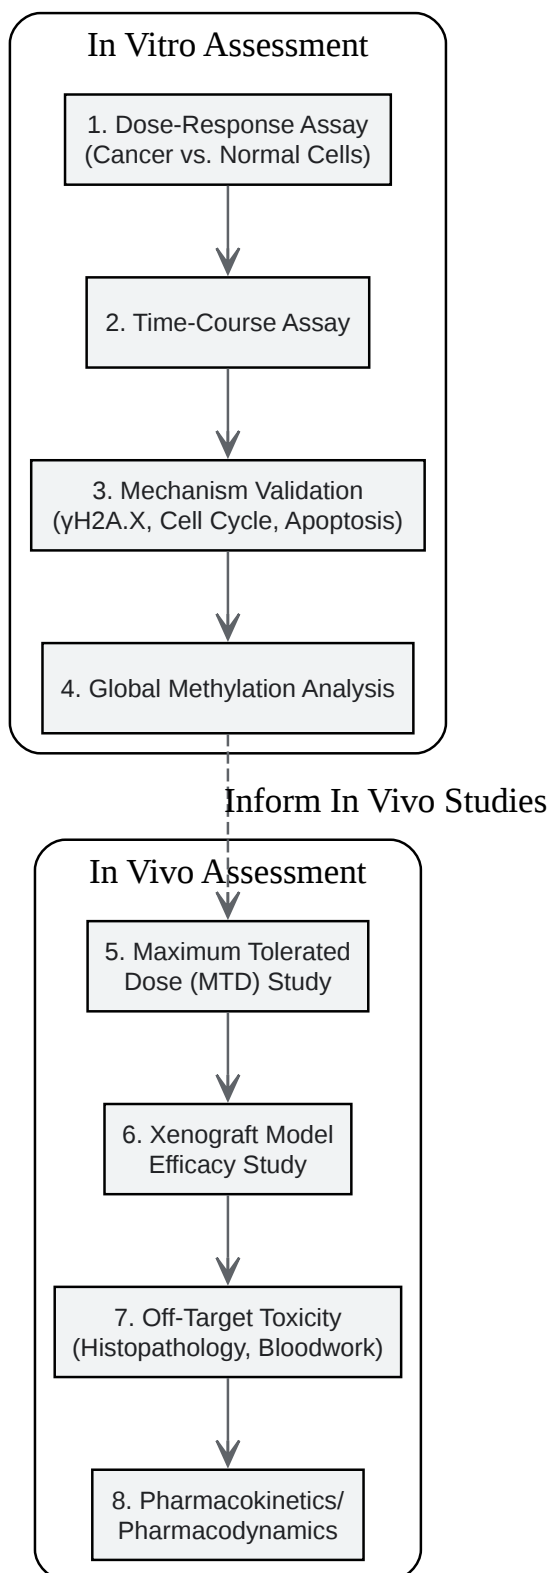 In Vitro Assessment
1. Dose-Response Assay
(Cancer vs. Normal Cells)
2. Time-Course Assay
3. Mechanism Validation
(γH2A.X, Cell Cycle, Apoptosis)
4. Global Methylation Analysis
Inform In Vivo Studies
In Vivo Assessment
5. Maximum Tolerated
Dose (MTD) Study
6. Xenograft Model
Efficacy Study
7. Off-Target Toxicity
(Histopathology, Bloodwork)
8. Pharmacokinetics/
Pharmacodynamics